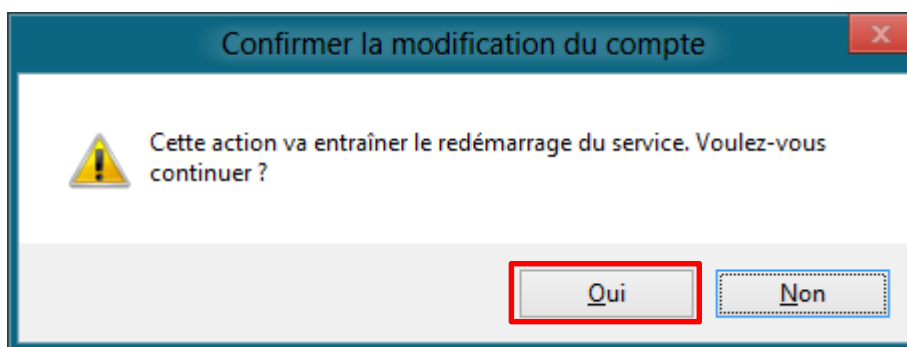 Confirmer la modification du compte
Cette action va entraîner le redémarrage du service. Voulez-vous
continuer ?
Oui
Non